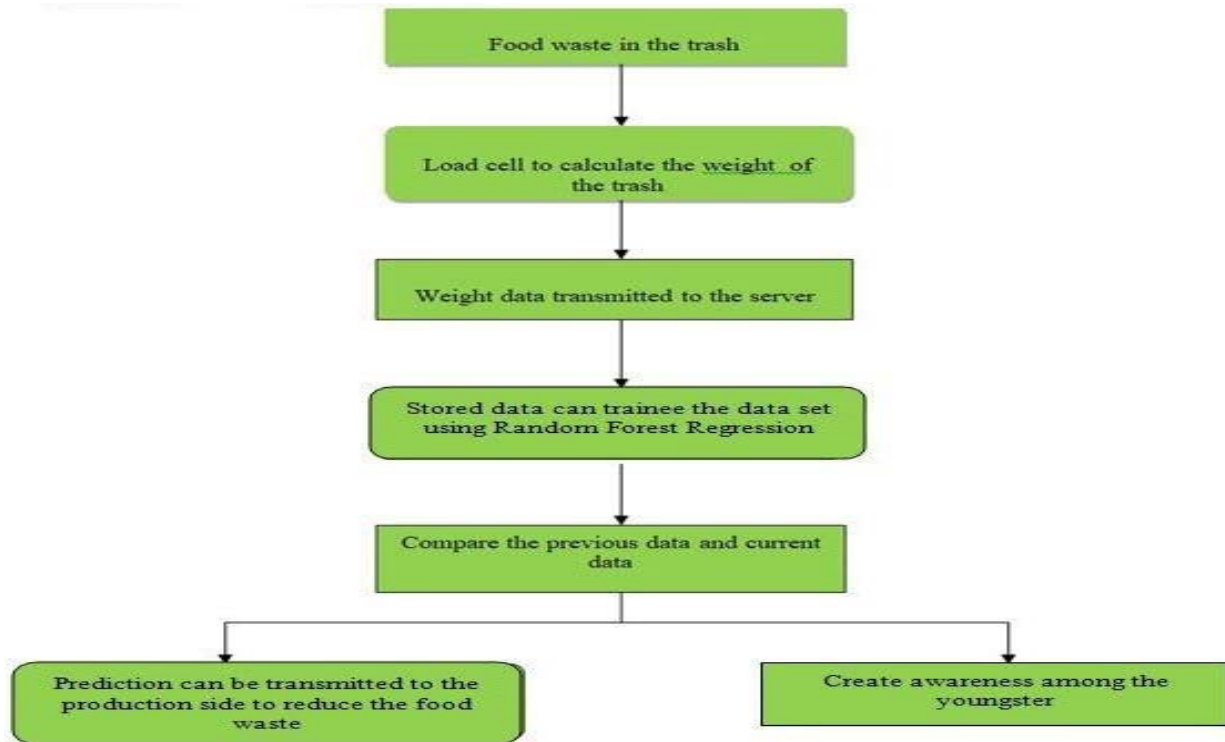 Food waste in the trash
Load cell to calculate the weight of
the trash
Weight data transmitted to the server
Stored data can trainee the data set
using Random Forest Regression
Compare the previous data and current
data
Prediction can be transmitted to the
production side to reduce the food
waste
Create awareness among the
youngster